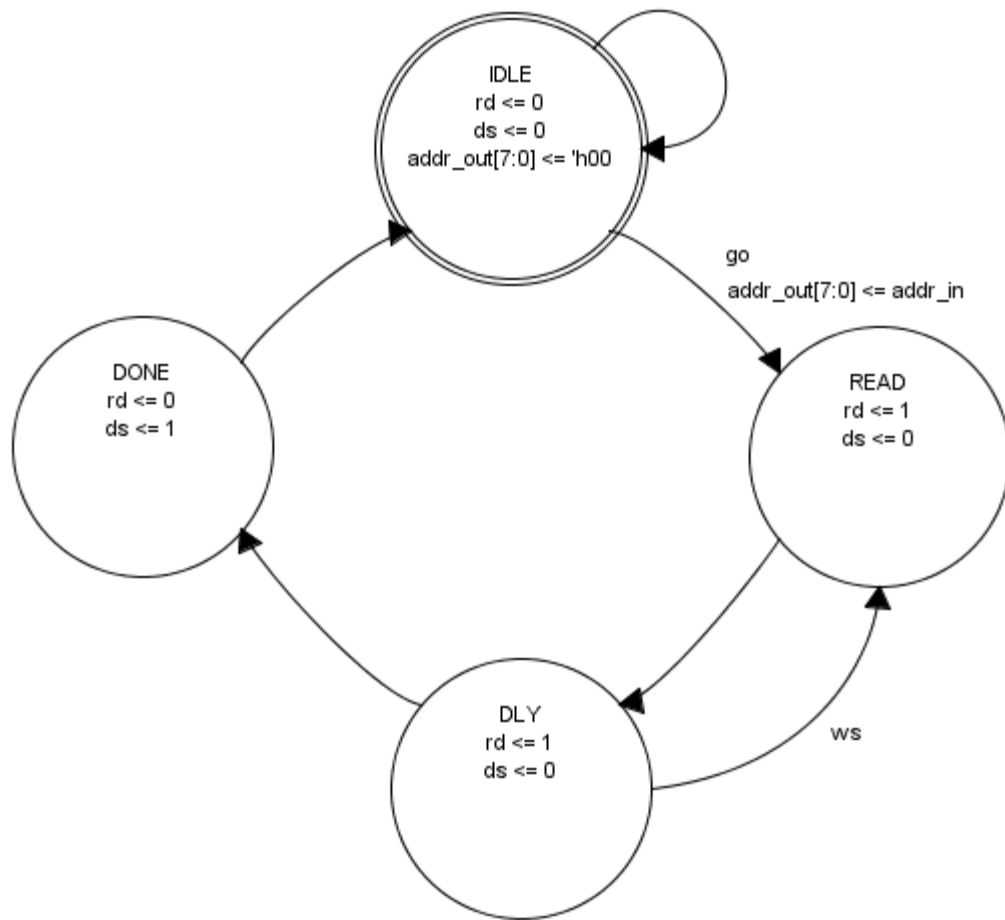 IDLE
rd <= 0
ds <= 0
addr_out[7:0] <= 'h00
go
addr_out[7:0] <= addr_in
DONE
rd <= 0
ds <= 1
READ
rd <= 1
ds <= 0
DLY
rd <= 1
ds <= 0
ws